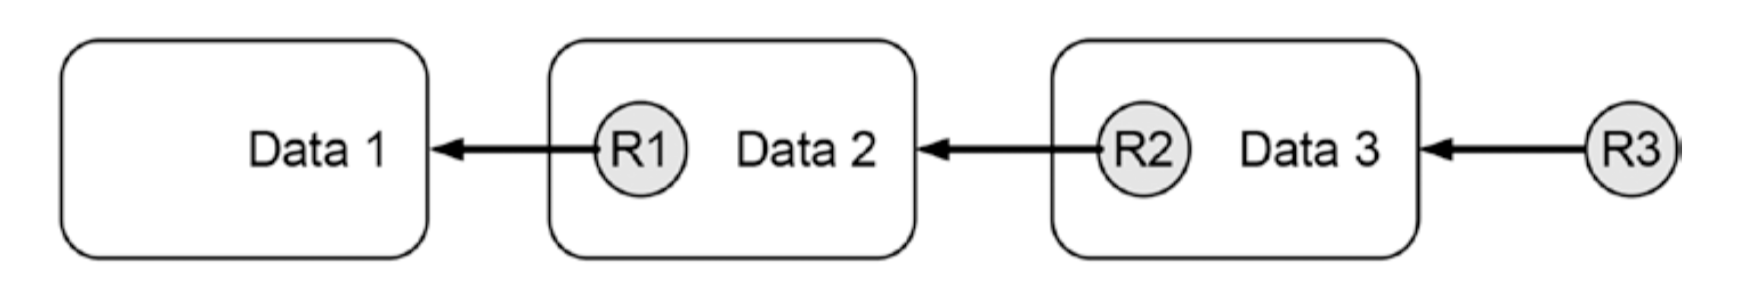 Data 1 R1 Data 2 R2 Data 3 R3